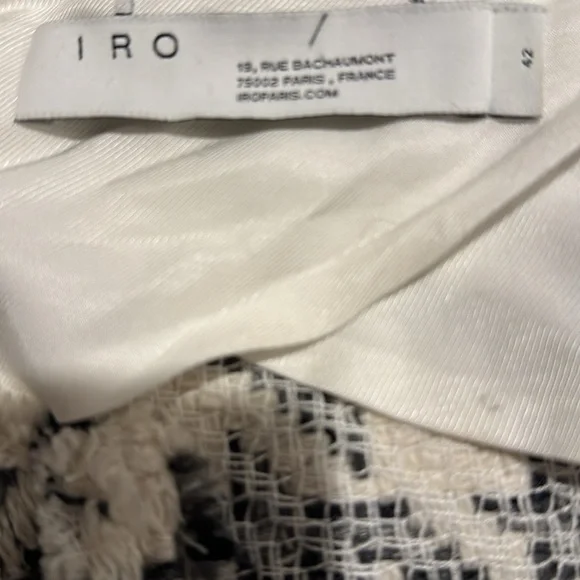 IRO /
19, RUE BACHAUMONT
75002 PARIS . FRANCE
IROPARIS.COM
42